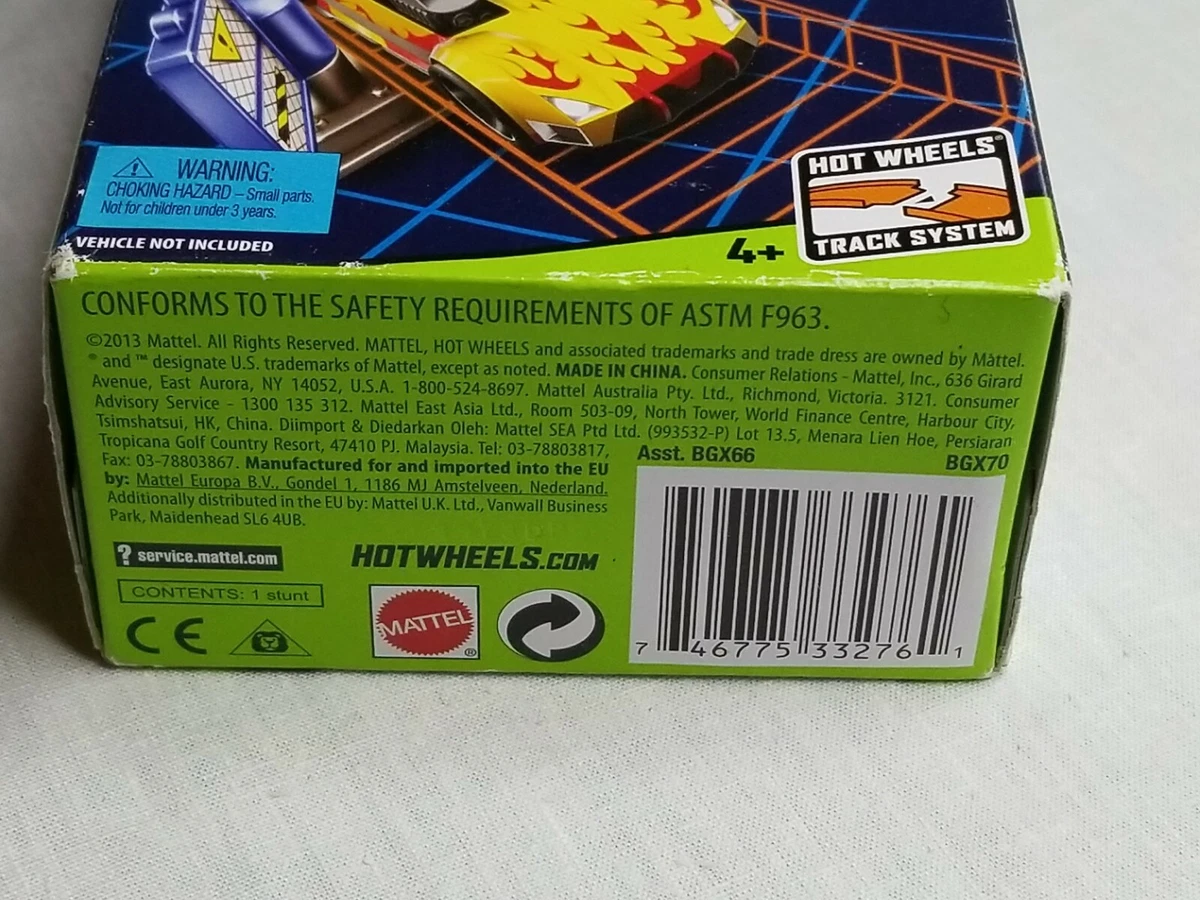 WARNING:
CHOKING HAZARD – Small parts.
Not for children under 3 years.
VEHICLE NOT INCLUDED
4+
HOT WHEELS®
TRACK SYSTEM
CONFORMS TO THE SAFETY REQUIREMENTS OF ASTM F963.
©2013 Mattel. All Rights Reserved. MATTEL, HOT WHEELS and associated trademarks and trade dress are owned by Mattel.
® and ™ designate U.S. trademarks of Mattel, except as noted. MADE IN CHINA. Consumer Relations – Mattel, Inc., 636 Girard
Avenue, East Aurora, NY 14052, U.S.A. 1-800-524-8697. Mattel Australia Pty. Ltd., Richmond, Victoria. 3121. Consumer
Advisory Service – 1300 135 312. Mattel East Asia Ltd., Room 503-09, North Tower, World Finance Centre, Harbour City,
Tsimshatsui, HK, China. Diimport & Diedarkan Oleh: Mattel SEA Ptd Ltd. (993532-P) Lot 13.5, Menara Lien Hoe, Persiaran
Tropicana Golf Country Resort, 47410 PJ. Malaysia. Tel: 03-78803817,
Fax: 03-78803867. Manufactured for and imported into the EU
by: Mattel Europa B.V., Gondel 1, 1186 MJ Amstelveen, Nederland.
Additionally distributed in the EU by: Mattel U.K. Ltd., Vanwall Business
Park, Maidenhead SL6 4UB.
Asst. BGX66
BGX70
? service.mattel.com
HOTWHEELS.COM
CONTENTS: 1 stunt
CE
MATTEL®
7 46775 33276 1